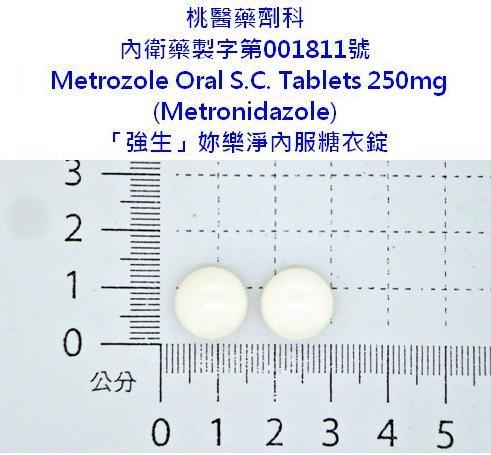 桃醫藥劑科
內衛藥製字第001811號
Metrozole Oral S.C. Tablets 250mg
(Metronidazole)
「強生」妳樂淨內服糖衣錠
3
2
1
0
公分
0 1 2 3 4 5